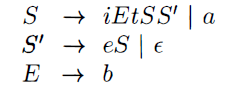 S → iEtSS′ | a
S′ → eS | ϵ
E → b